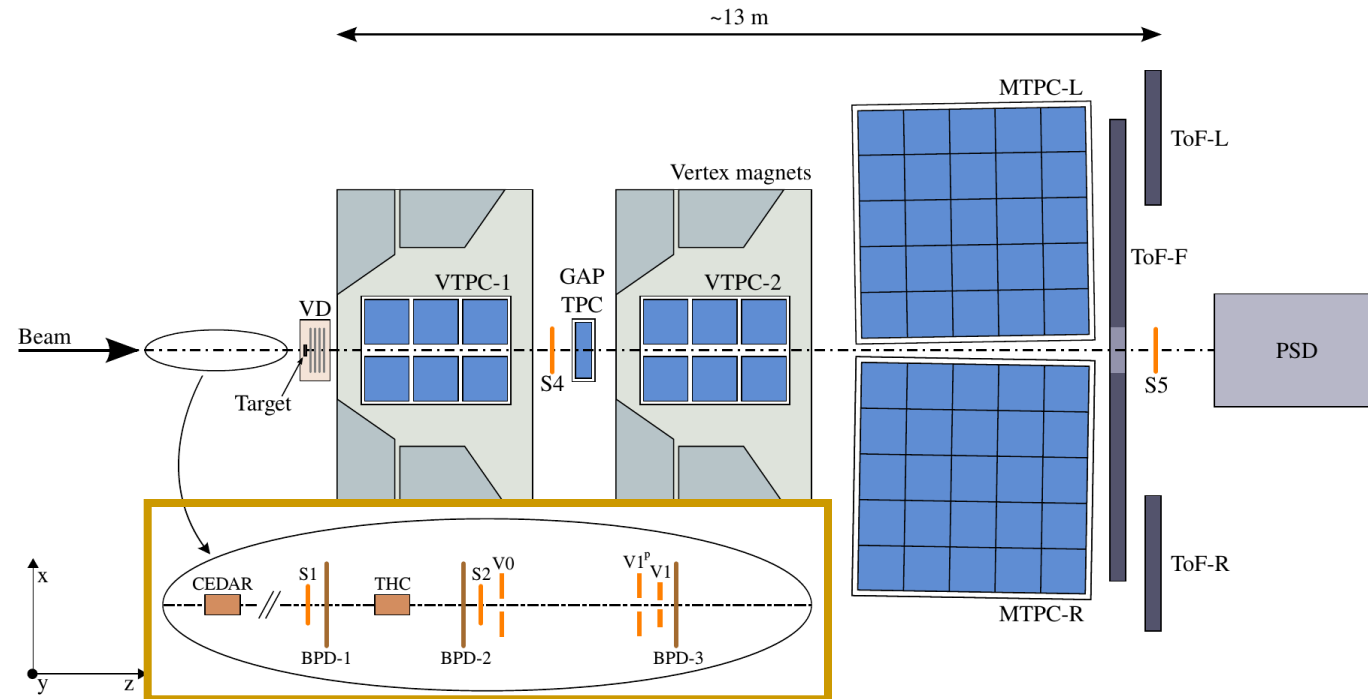 ~13 m
MTPC-L
ToF-L
Vertex magnets
ToF-F
VTPC-1
GAP
TPC
VTPC-2
VD
Beam
PSD
S4
S5
Target
ToF-R
MTPC-R
x
y
z
CEDAR
S1
THC
S2
V0
V1ᴾ
V1
BPD-1
BPD-2
BPD-3